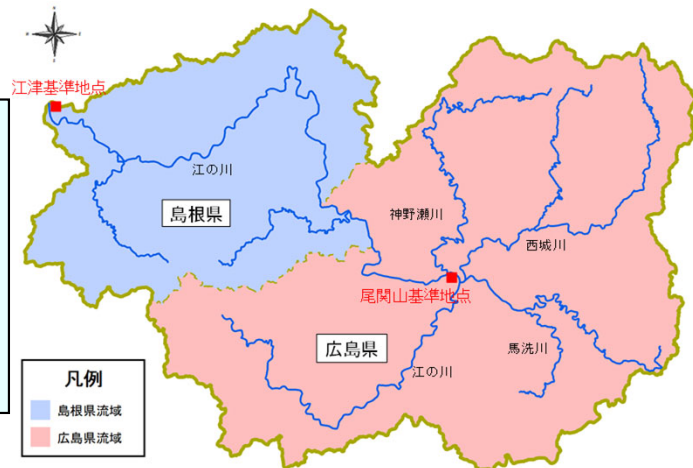 江津基準地点
江の川
島根県
神野瀬川
西城川
尾関山基準地点
広島県
江の川
馬洗川
凡例
島根県流域
広島県流域